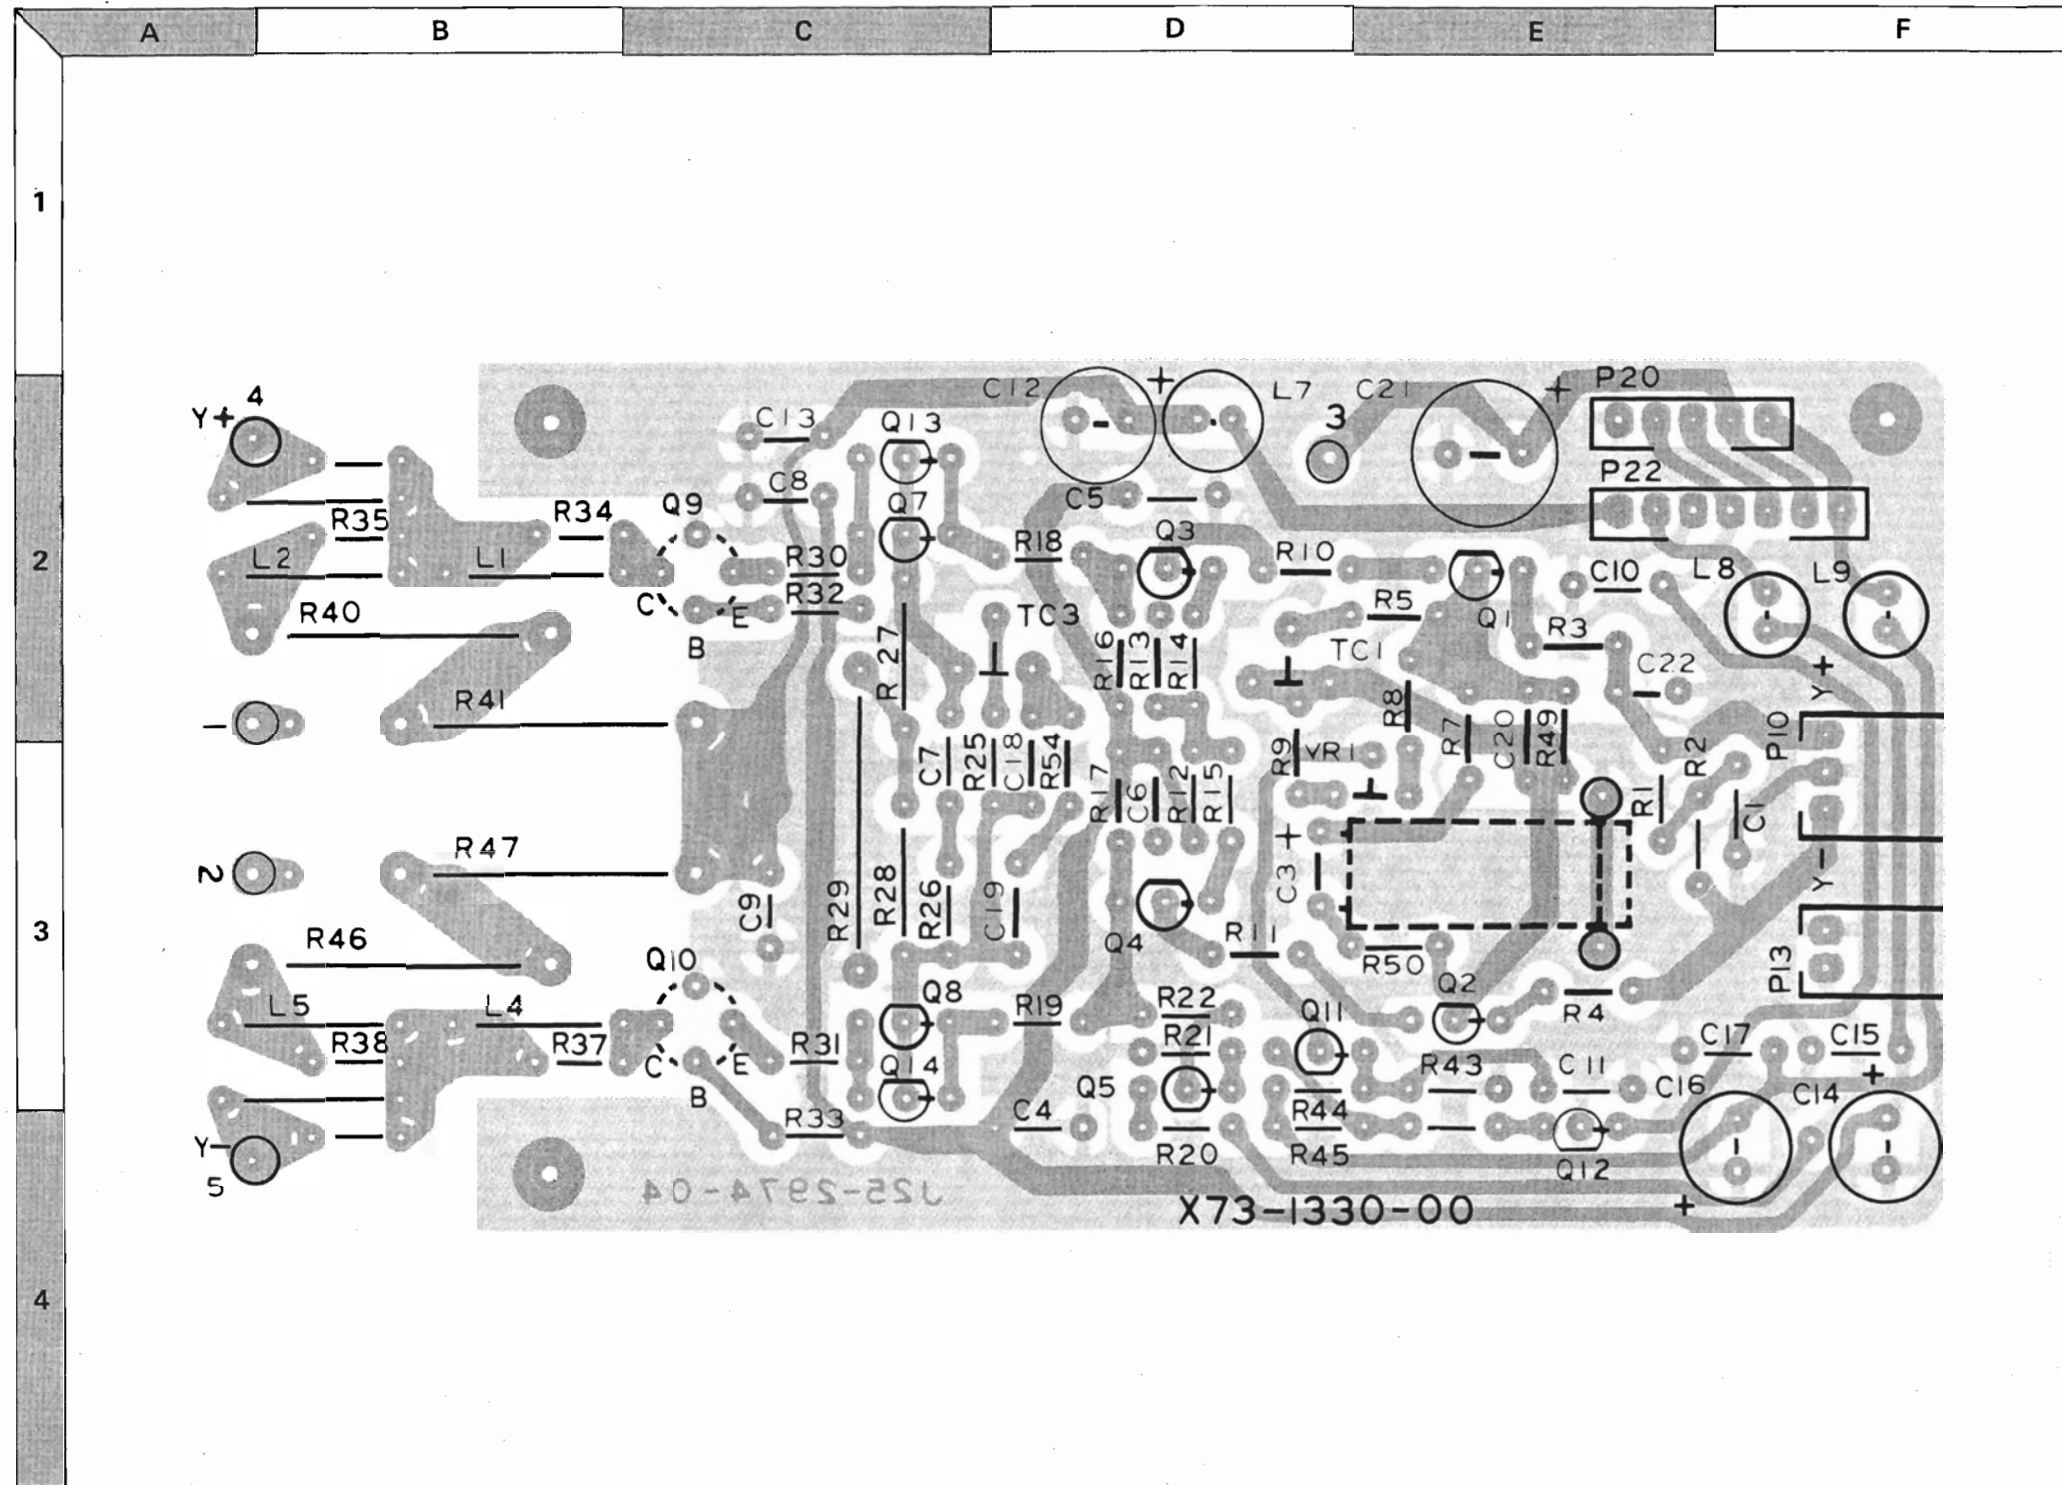 A B C D E F
1
2
3
4
C12 + L7 C21 + P20
4
Y+
C13 Q13 3
P22
C8 C5
R35 R34 Q9 Q7 Q3
R18 R10
L2 L1 R30 C10 L8 L9
R40 C E R32 TC3 R5 Q1 R3
B R27 R16 R13 R14 TC1 C22 Y+
R41 R8
1 R7 C20 R49 R2 P10
C7 R25 C18 R54 R9 VR1
R17 C6 R12 R15 R1 C1
+
R47
2 C9 R29 R28 R26 C19 C3 Y-
R46 Q4 R11 R50
Q10 P13
L5 L4 Q8 R19 R22 Q11 Q2 R4
R38 R37 C E R31 R21 C17 C15
Q14 R43 C11 +
B Q5 C16 C14
R33 C4 R44
Y- R20 R45 Q12
5
J25-2974-04
X73-1330-00 +